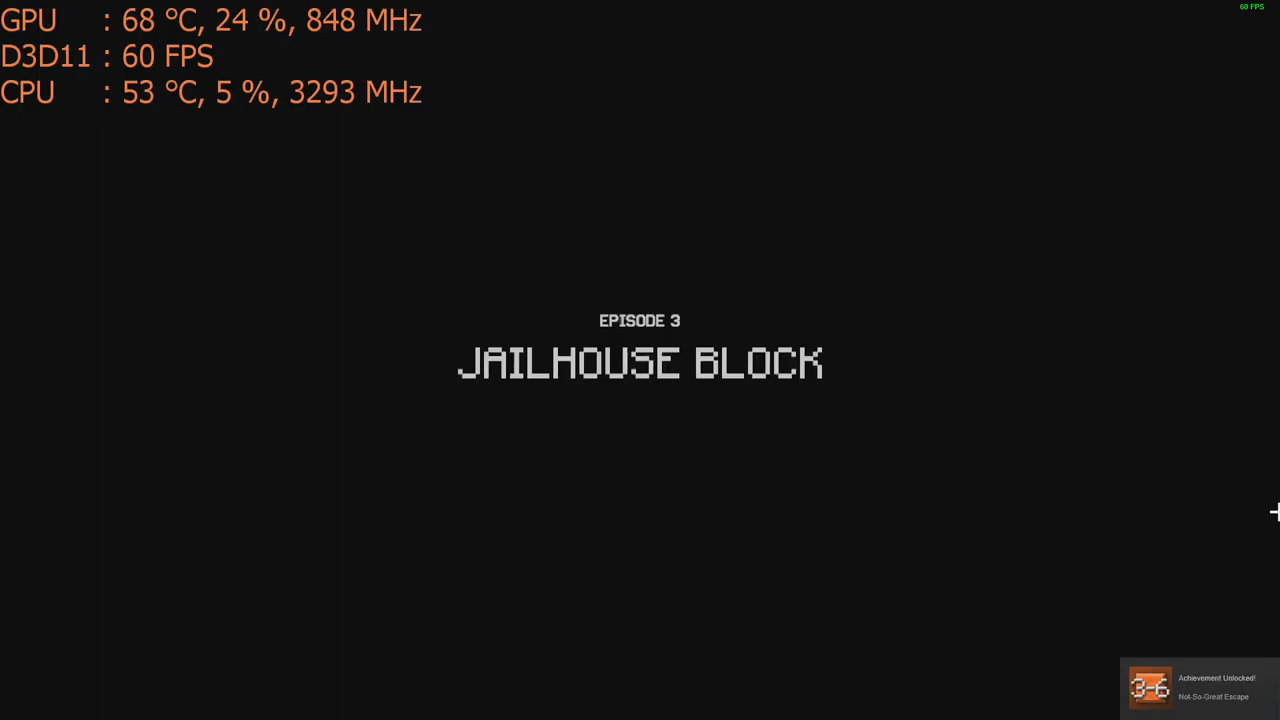 GPU : 68 °C, 24 %, 848 MHz
60 FPS
D3D11 : 60 FPS
CPU : 53 °C, 5 %, 3293 MHz
EPISODE 3
JAILHOUSE BLOCK
3-6
Achievement Unlocked!
Not-So-Great Escape